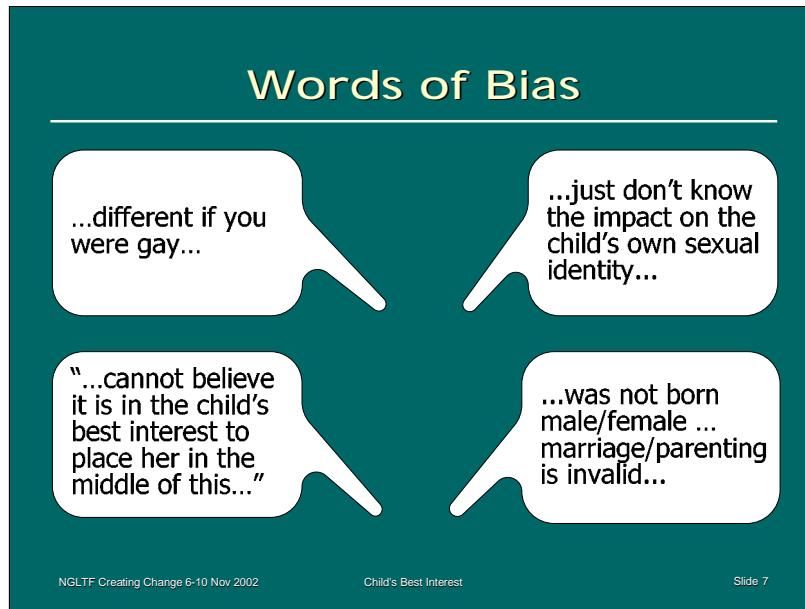 Words of Bias
...different if you
were gay...
...just don't know
the impact on the
child's own sexual
identity...
“...cannot believe
it is in the child's
best interest to
place her in the
middle of this...”
...was not born
male/female ...
marriage/parenting
is invalid...
NGLTF Creating Change 6-10 Nov 2002
Child's Best Interest
Slide 7